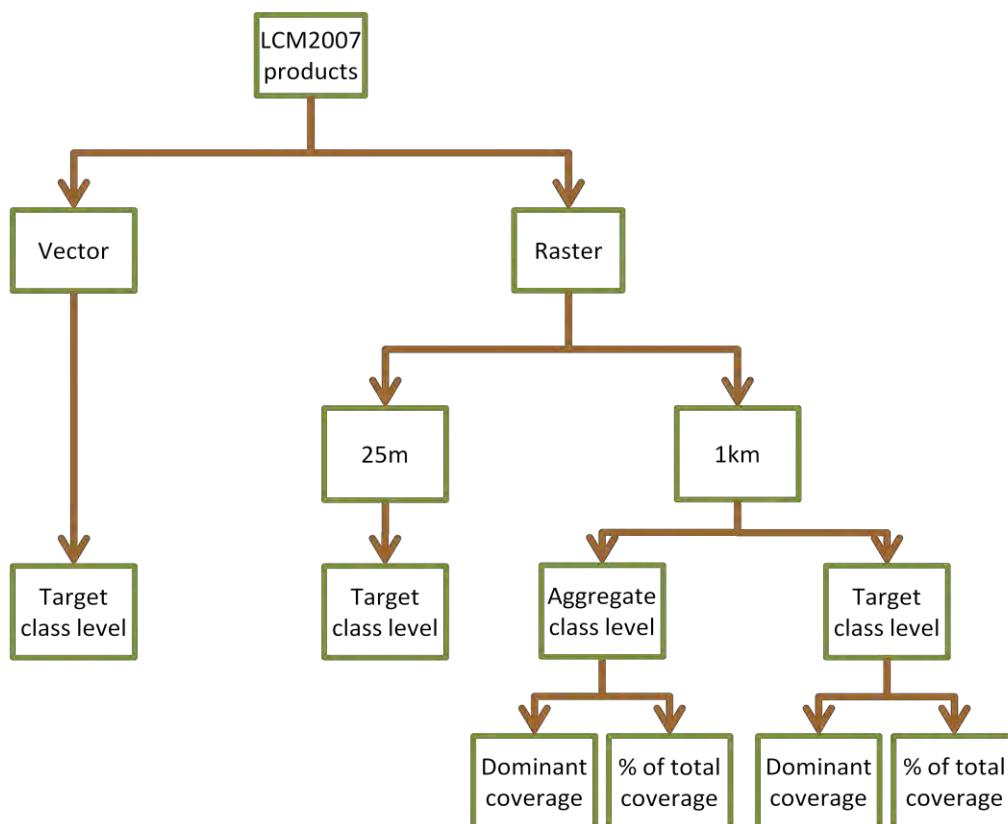 LCM2007
products
Vector
Raster
25m
1km
Target
class level
Target
class level
Aggregate
class level
Target
class level
Dominant
coverage
% of total
coverage
Dominant
coverage
% of total
coverage